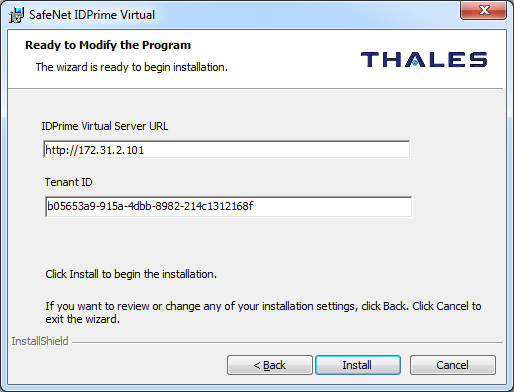 SafeNet IDPrime Virtual
Ready to Modify the Program
The wizard is ready to begin installation.
THALES
IDPrime Virtual Server URL
http://172.31.2.101
Tenant ID
b05653a9-915a-4dbb-8982-214c1312168f
Click Install to begin the installation.
If you want to review or change any of your installation settings, click Back. Click Cancel to
exit the wizard.
InstallShield
< Back
Install
Cancel